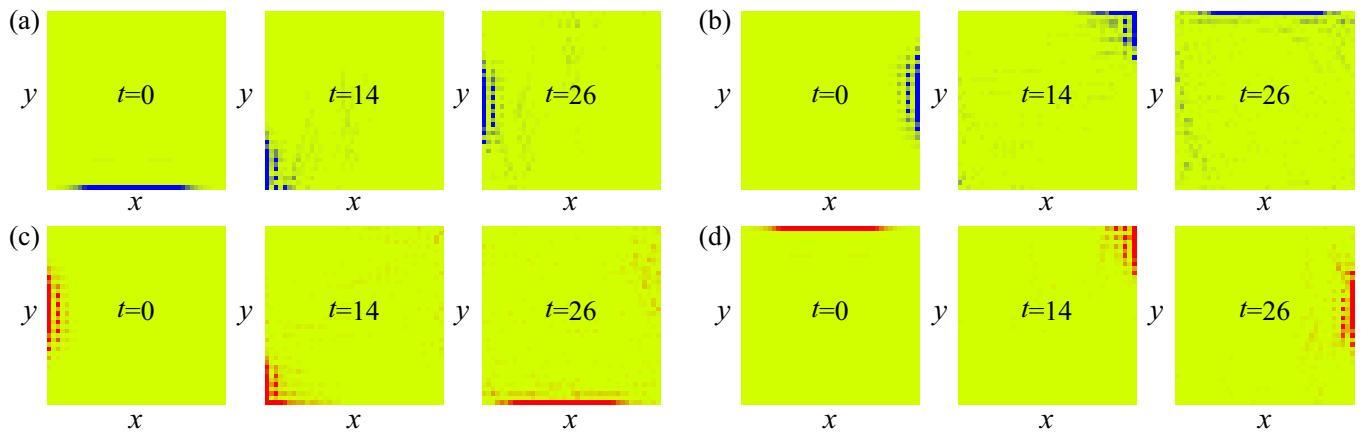 (a) t=0 t=14 t=26 (b) t=0 t=14 t=26
y y y y y y
x x x x x x
(c) t=0 t=14 t=26 (d) t=0 t=14 t=26
y y y y y y
x x x x x x